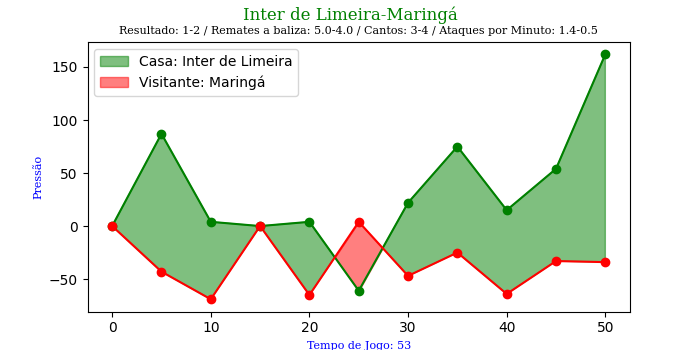 Inter de Limeira-Maringá
Resultado: 1-2 / Remates a baliza: 5.0-4.0 / Cantos: 3-4 / Ataques por Minuto: 1.4-0.5
Casa: Inter de Limeira
Visitante: Maringá
Pressão
150
100
50
0
−50
0 10 20 30 40 50
Tempo de Jogo: 53